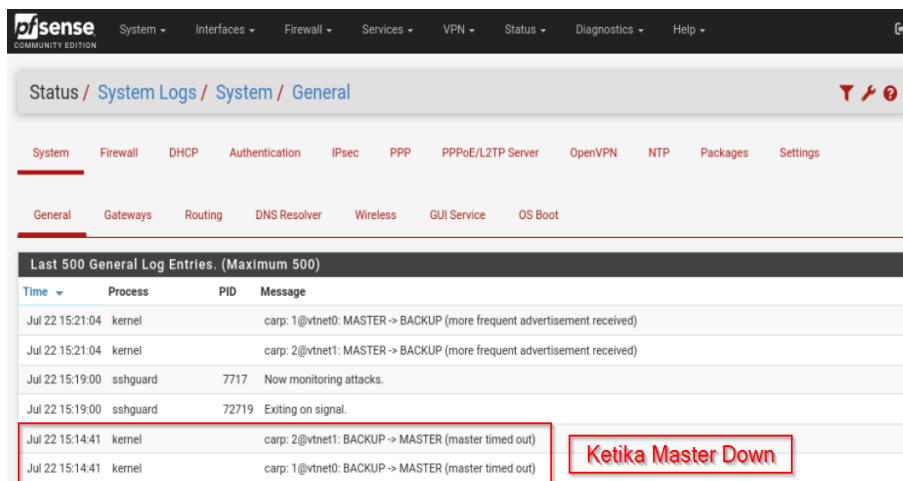 pfsense
COMMUNITY EDITION
System Interfaces Firewall Services VPN Status Diagnostics Help
Status / System Logs / System / General
System Firewall DHCP Authentication IPsec PPP PPPoE/L2TP Server OpenVPN NTP Packages Settings
General Gateways Routing DNS Resolver Wireless GUI Service OS Boot
Last 500 General Log Entries. (Maximum 500)
Time Process PID Message
Jul 22 15:21:04 kernel carp: 1@vtnet0: MASTER -> BACKUP (more frequent advertisement received)
Jul 22 15:21:04 kernel carp: 2@vtnet1: MASTER -> BACKUP (more frequent advertisement received)
Jul 22 15:19:00 sshguard 7717 Now monitoring attacks.
Jul 22 15:19:00 sshguard 72719 Exiting on signal.
Jul 22 15:14:41 kernel carp: 2@vtnet1: BACKUP -> MASTER (master timed out)
Ketika Master Down
Jul 22 15:14:41 kernel carp: 1@vtnet0: BACKUP -> MASTER (master timed out)